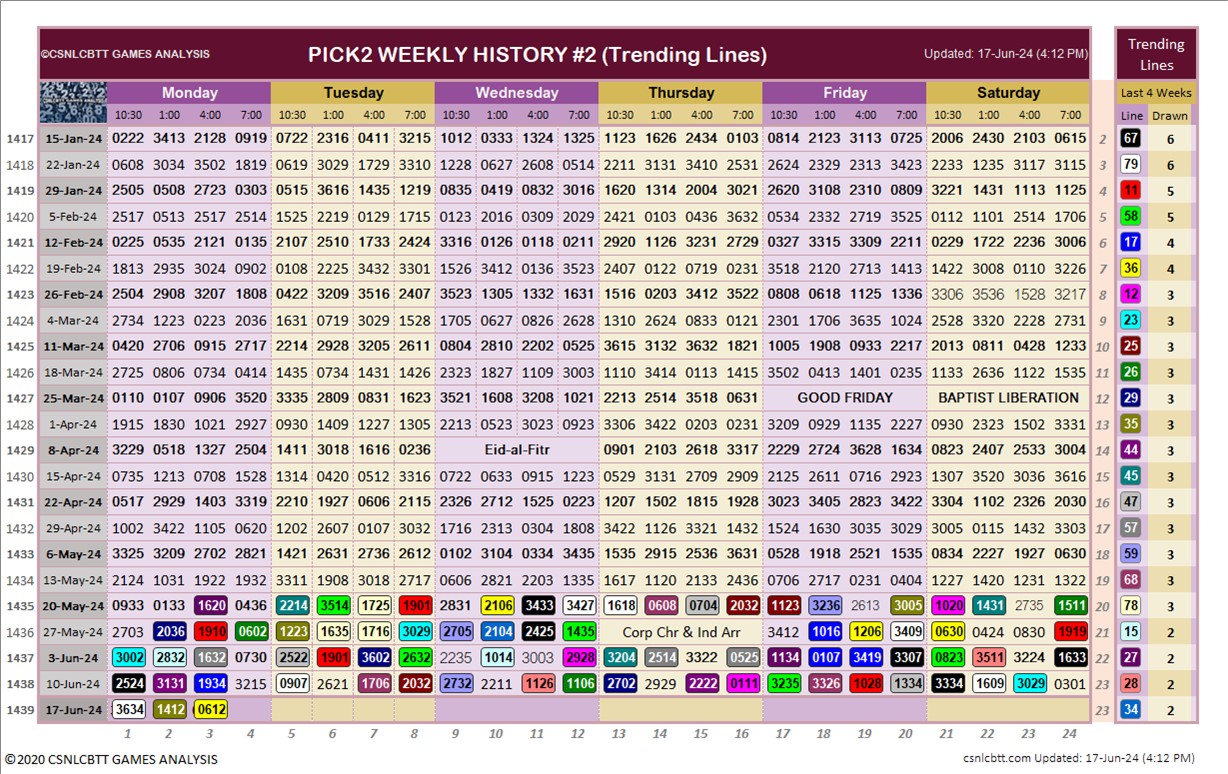 ©CSNLCBTT GAMES ANALYSIS PICK2 WEEKLY HISTORY #2 (Trending Lines) Updated: 17-Jun-24 (4:12 PM) Trending Lines
Monday Tuesday Wednesday Thursday Friday Saturday Last 4 Weeks
10:30 1:00 4:00 7:00 10:30 1:00 4:00 7:00 10:30 1:00 4:00 7:00 10:30 1:00 4:00 7:00 10:30 1:00 4:00 7:00 10:30 1:00 4:00 7:00 Line Drawn
1417 15-Jan-24 0222 3413 2128 0919 0722 2316 0411 3215 1012 0333 1324 1325 1123 1626 2434 0103 0814 2123 3113 0725 2006 2430 2103 0615 2 67 6
1418 22-Jan-24 0608 3034 3502 1819 0619 3029 1729 3310 1228 0627 2608 0514 2211 3131 3410 2531 2624 2329 2113 3423 2233 1235 3117 3115 3 79 6
1419 29-Jan-24 2505 0508 2723 0303 0515 3616 1435 1219 0835 0419 0832 3016 1620 1314 2004 3021 2620 3108 2310 0809 3221 1431 1113 1125 4 11 5
1420 5-Feb-24 2517 0513 2517 2514 1525 2219 0129 1715 0123 2016 0309 2029 2421 0103 0436 3632 0534 2332 2719 3525 0112 1101 2514 1706 5 58 5
1421 12-Feb-24 0225 0535 2121 0135 2107 2510 1733 2424 3316 0126 0118 0211 2920 1126 3231 2729 0327 3315 3309 2211 0229 1722 2236 3006 6 17 4
1422 19-Feb-24 1813 2935 3024 0902 0108 2225 3432 3301 1526 3412 0136 3523 2407 0122 0719 0231 3518 2120 2713 1413 1422 3008 0110 3226 7 36 4
1423 26-Feb-24 2504 2908 3207 1808 0422 3209 3516 2407 3523 1305 1332 1631 1516 0203 3412 3522 0808 0618 1125 1336 3306 3536 1528 3217 8 12 3
1424 4-Mar-24 2734 1223 0223 2036 1631 0719 3029 1523 1705 0627 0826 2628 1310 2624 0833 0121 2301 1706 3635 1024 2528 3320 2228 2731 9 23 3
1425 11-Mar-24 0420 2706 0915 2717 2214 2928 3205 2611 0804 2810 2202 0525 3615 3132 3632 1821 1005 1908 0933 2217 2013 0811 0428 1233 10 25 3
1426 18-Mar-24 2725 0806 0734 0414 1435 0734 1431 1426 2323 1827 1109 3003 1110 3414 0113 1415 3502 0413 1401 0235 1133 2636 1122 1535 11 26 3
1427 25-Mar-24 0110 0107 0906 3520 3335 2809 0831 1623 3521 1608 3208 1021 2213 2514 3518 0631 GOOD FRIDAY BAPTIST LIBERATION 12 29 3
1428 1-Apr-24 1915 1830 1021 2927 0930 1409 1227 1305 2213 0523 3023 0923 3306 3422 0203 0231 3209 0929 1135 2227 0930 2323 1502 3331 13 35 3
1429 8-Apr-24 3229 0518 1327 2504 1411 3018 1616 0234 Eid-al-Fitr 0901 2103 2618 3317 2229 2724 3628 1634 0823 2407 2533 3004 14 44 3
1430 15-Apr-24 0735 1213 0708 1528 1314 0420 0512 3314 0722 0633 0915 1223 0529 3131 2709 2909 2125 2611 0716 2923 1307 3520 3036 3616 15 45 3
1431 22-Apr-24 0517 2929 1403 3319 2210 1927 0606 2115 2326 2712 1525 0223 1207 1502 1815 1928 3023 3405 2823 3422 3304 1102 2326 2030 16 47 3
1432 29-Apr-24 1002 3422 1105 0620 1202 2607 0107 3032 1716 2313 0304 1808 3422 1126 3321 1432 1524 1630 3035 3029 3005 0115 1432 3303 17 57 3
1433 6-May-24 3325 3209 2702 2821 1421 2631 2736 2612 0102 3104 0334 3435 1535 2915 2536 3631 0528 1918 2521 1535 0834 2227 1927 0630 18 59 3
1434 13-May-24 2124 1031 1922 1932 3311 1908 3018 2717 0606 2821 2203 1335 1617 1120 2133 2436 0706 2717 0231 0404 1227 1420 1231 1322 19 68 3
1435 20-May-24 0933 0133 1620 0436 2214 3514 1725 1901 2831 2106 3433 3427 1618 0608 0704 2032 1123 3236 2613 3005 1020 1431 2735 1511 20 78 3
1436 27-May-24 2703 2036 1910 0602 1223 1635 1716 3029 2705 2104 2425 1435 Corp Chr & Ind Arr 3412 1016 1206 3409 0630 0424 0830 1919 21 15 2
1437 3-Jun-24 3002 2832 1632 0730 2522 1901 3602 2632 2235 1014 3003 2928 3204 2514 3322 0525 1134 0107 3419 3307 0823 3511 3224 1633 22 27 2
1438 10-Jun-24 2524 3131 1934 3215 0907 2621 1706 2032 2732 2211 1126 1106 2702 2929 2222 0111 3235 3326 1028 1334 3334 1609 3029 0301 23 28 2
1439 17-Jun-24 0634 1412 0612 23 34 2
1 2 3 4 5 6 7 8 9 10 11 12 13 14 15 16 17 18 19 20 21 22 23 24
©2020 CSNLCBTT GAMES ANALYSIS csnlcbtt.com Updated: 17-Jun-24 (4:12 PM)